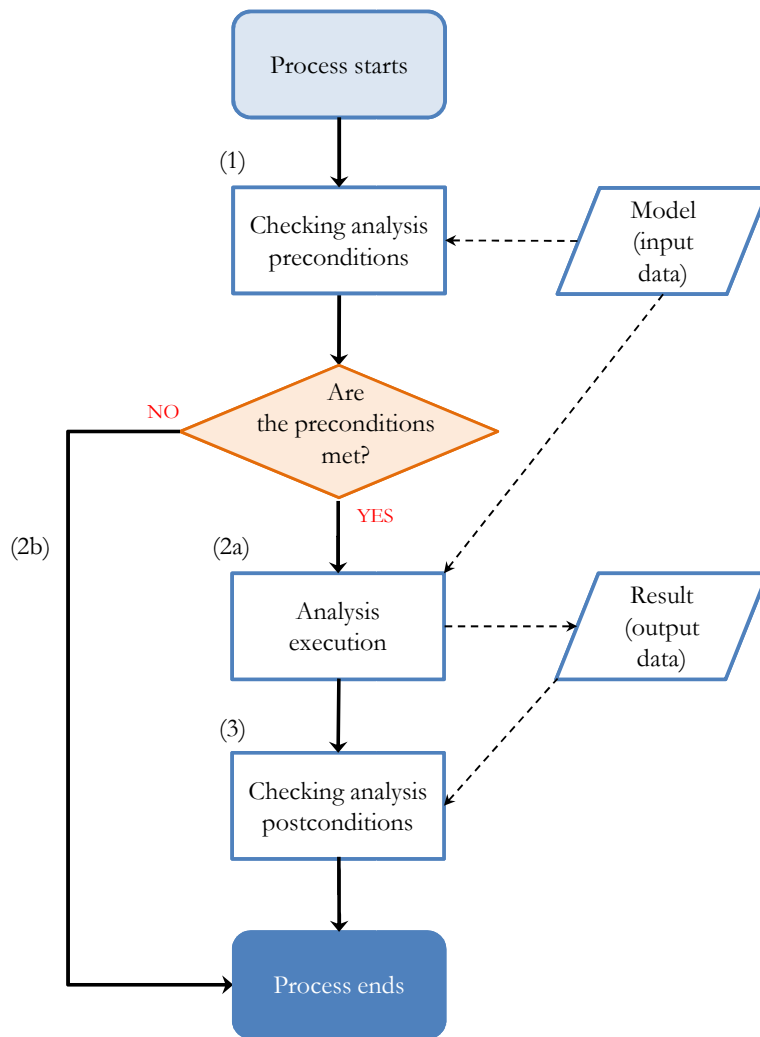 Process starts
(1)
Checking analysis
preconditions
Model
(input
data)
Are
the preconditions
met?
NO
YES
(2b)
(2a)
Analysis
execution
Result
(output
data)
(3)
Checking analysis
postconditions
Process ends